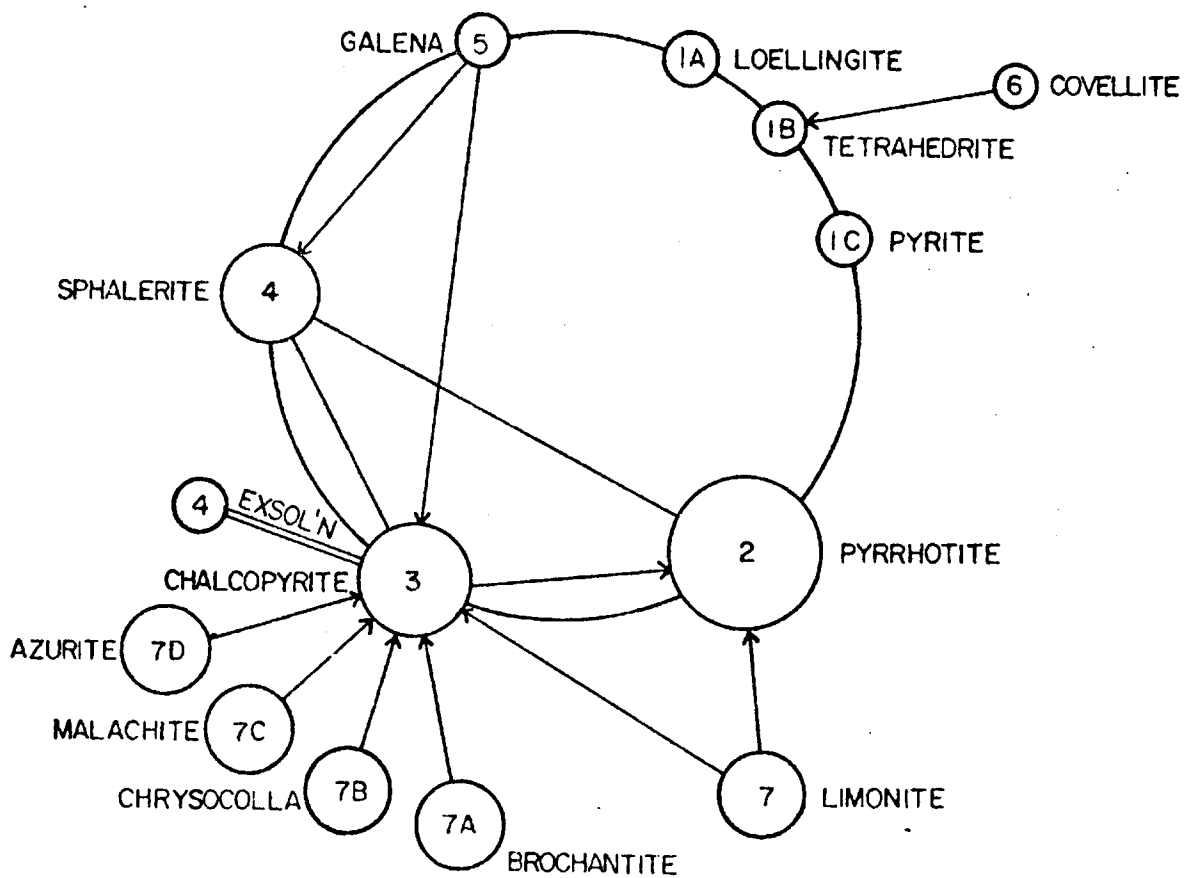 GALENA 5
1A LOELLINGITE
6 COVELLITE
1B TETRAHEDRITE
1C PYRITE
SPHALERITE 4
4 EXSOL'N
CHALCOPYRITE 3
2 PYRRHOTITE
AZURITE 7D
MALACHITE 7C
CHRYSOCOLLA 7B
7A BROCHANTITE
7 LIMONITE